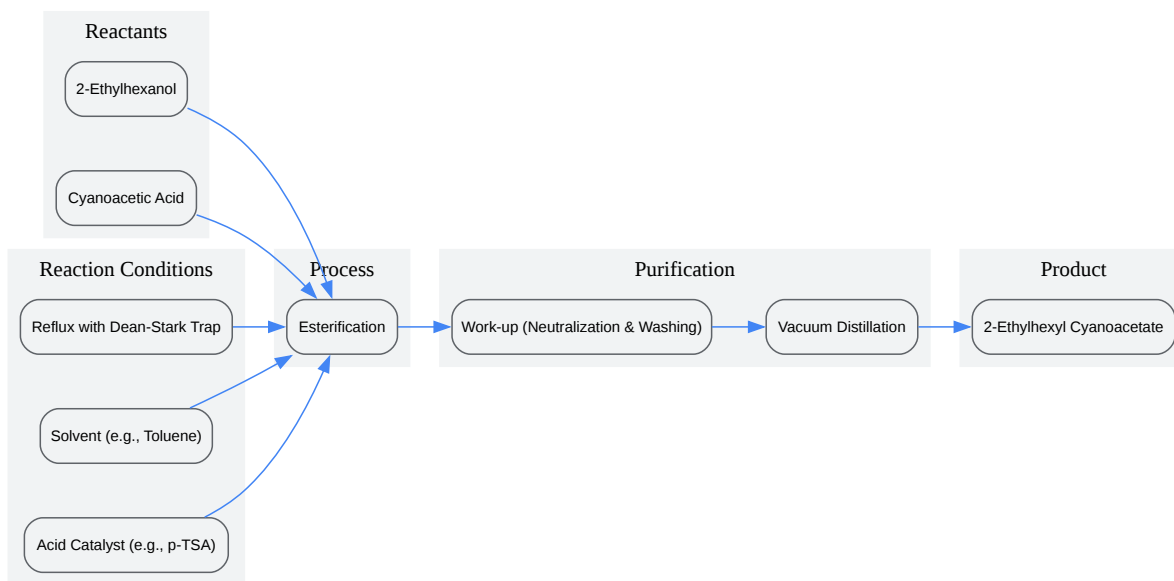 Reactants
2-Ethylhexanol
Cyanoacetic Acid
Reaction Conditions
Reflux with Dean-Stark Trap
Solvent (e.g., Toluene)
Acid Catalyst (e.g., p-TSA)
Process
Esterification
Purification
Work-up (Neutralization & Washing)
Vacuum Distillation
Product
2-Ethylhexyl Cyanoacetate